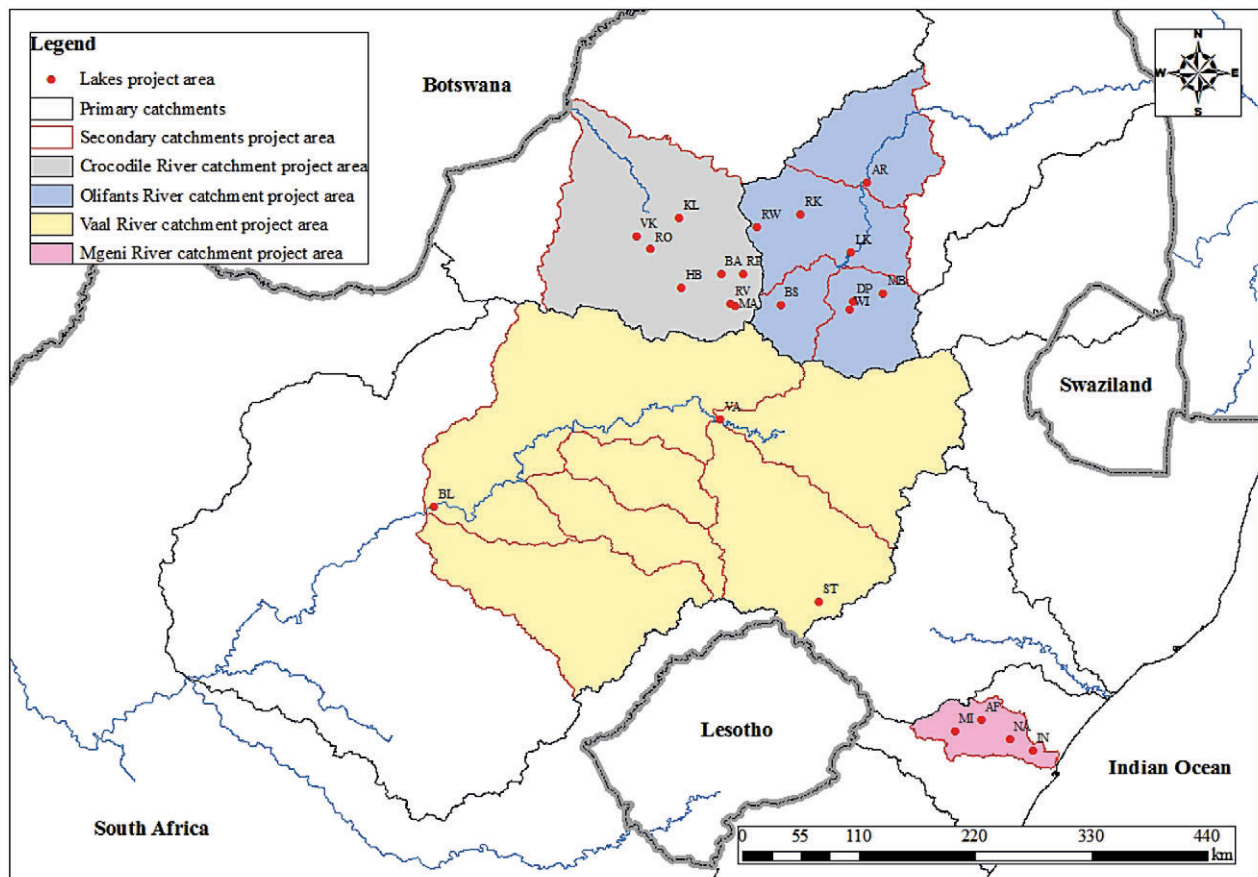 Legend
Lakes project area
Primary catchments
Secondary catchments project area
Crocodile River catchment project area
Olifants River catchment project area
Vaal River catchment project area
Mgeni River catchment project area
Botswana
N
W E
S
AR
KL
RK
RW
VK
RO
LK
BA
HB
RV
MA
BS
DP
WI
Swaziland
VA
BL
ST
AF
MI
NA
IN
Lesotho
Indian Ocean
South Africa
0 55 110 220 330 440
km